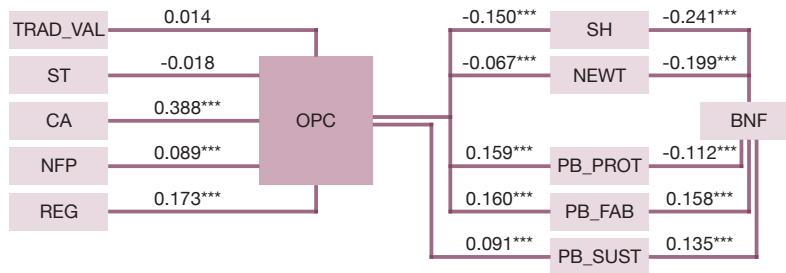 TRAD_VAL 0.014 -0.150*** SH -0.241***
ST -0.018 -0.067*** NEWT -0.199***
CA 0.388*** OPC BNF
NFP 0.089*** 0.159*** PB_PROT -0.112***
REG 0.173*** 0.160*** PB_FAB 0.158***
0.091*** PB_SUST 0.135***